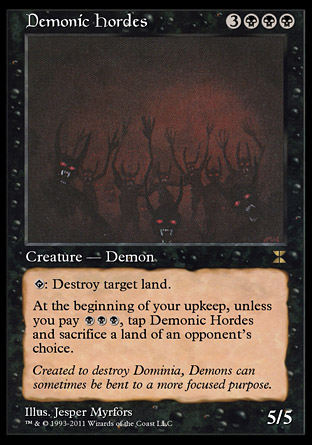 Demonic Hordes 3
Creature — Demon
: Destroy target land.
At the beginning of your upkeep, unless
you pay , tap Demonic Hordes
and sacrifice a land of an opponent's
choice.
Created to destroy Dominia, Demons can
sometimes be bent to a more focused purpose.
Illus. Jesper Myrfors
™ & © 1993-2011 Wizards of the Coast LLC
5/5